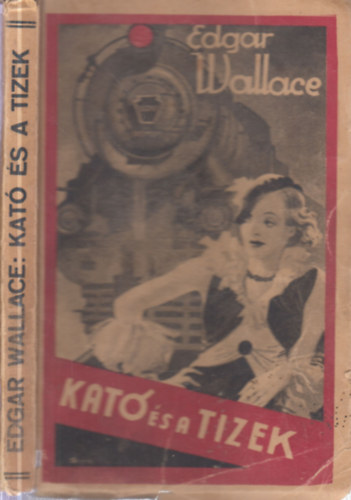 EDGAR WALLACE: KATÓ ÉS A TIZEK
Edgar
Wallace
KATÓ ÉS A TIZEK